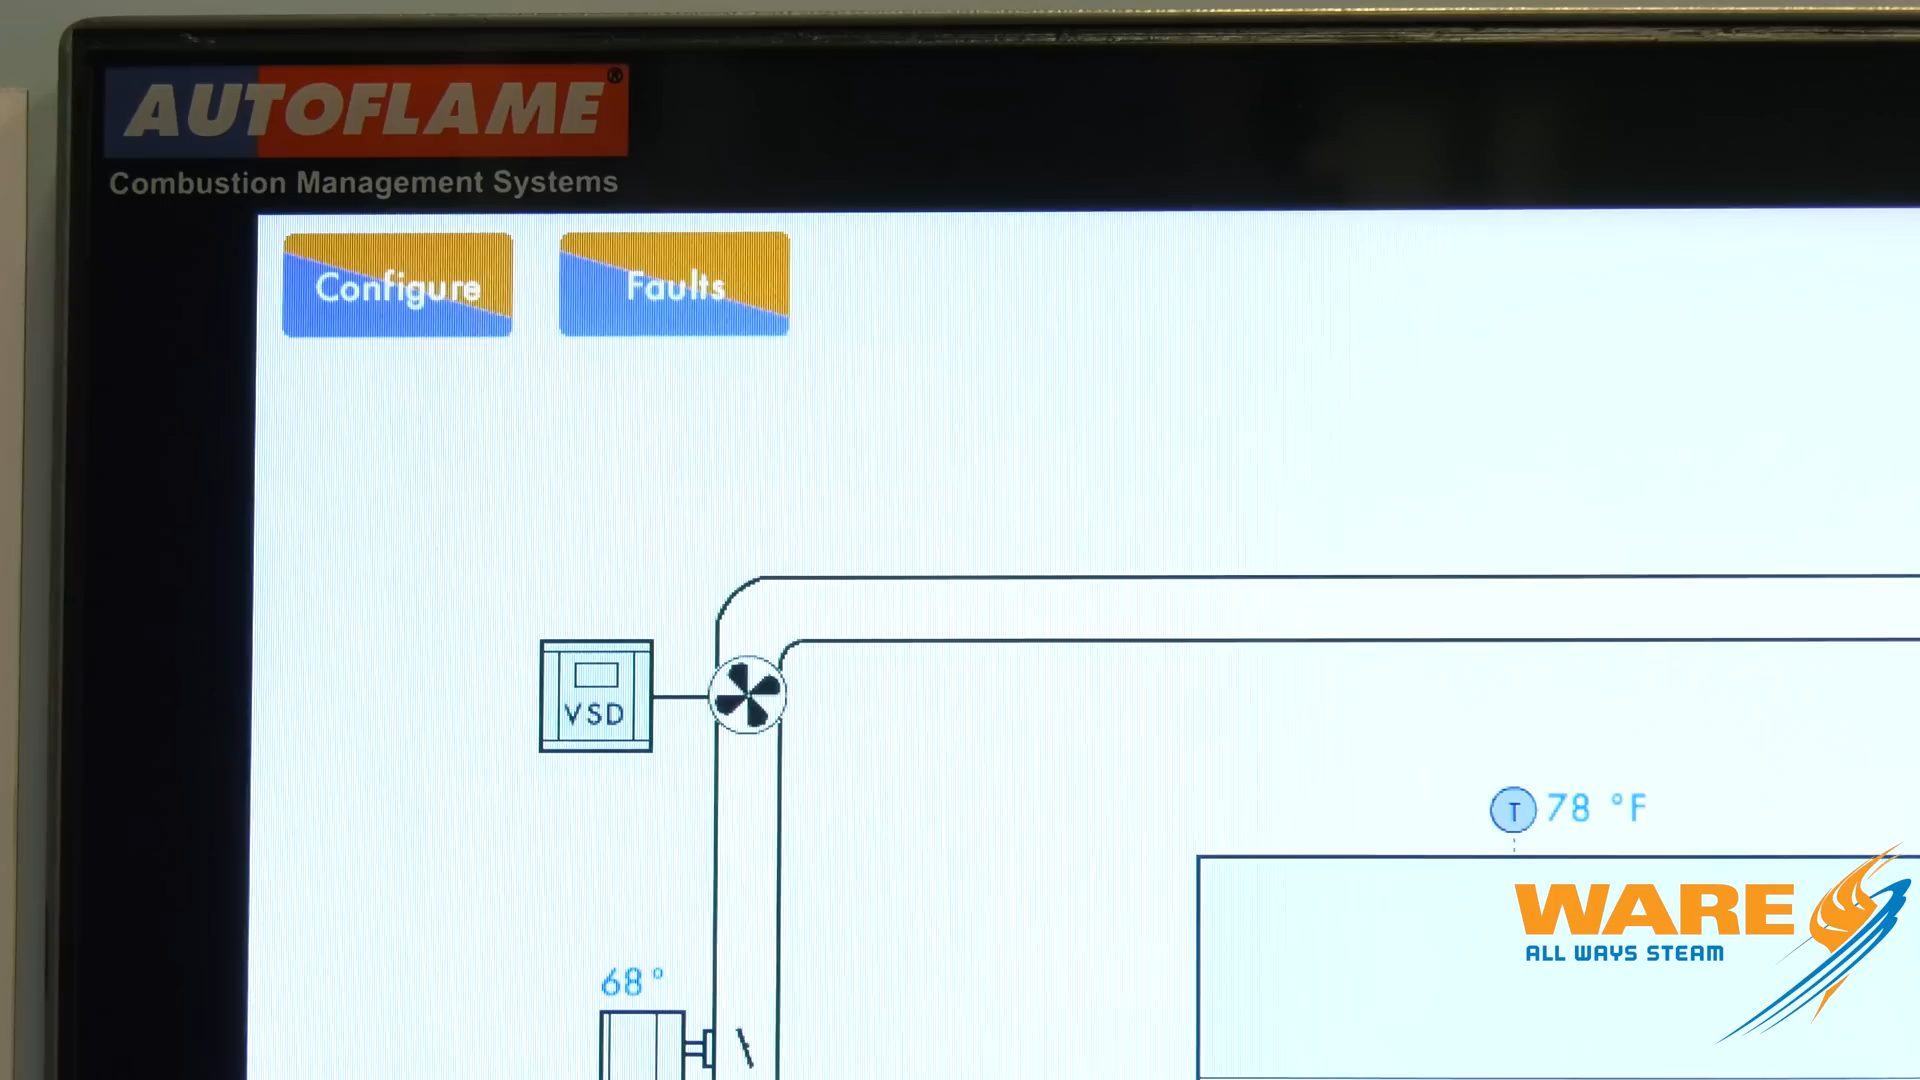 AUTOFLAME®
Combustion Management Systems
Configure
Faults
VSD
T 78 °F
WARE
ALL WAYS STEAM
68°